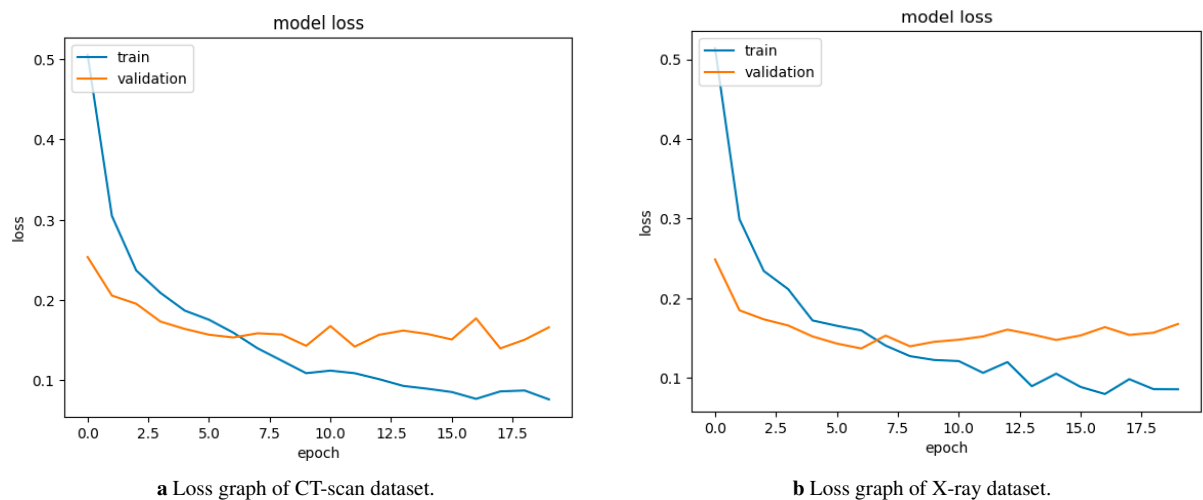 model loss
train
validation
0.5
0.4
0.3
0.2
0.1
loss
0.0 2.5 5.0 7.5 10.0 12.5 15.0 17.5
epoch
a Loss graph of CT-scan dataset.
model loss
train
validation
0.5
0.4
0.3
0.2
0.1
loss
0.0 2.5 5.0 7.5 10.0 12.5 15.0 17.5
epoch
b Loss graph of X-ray dataset.